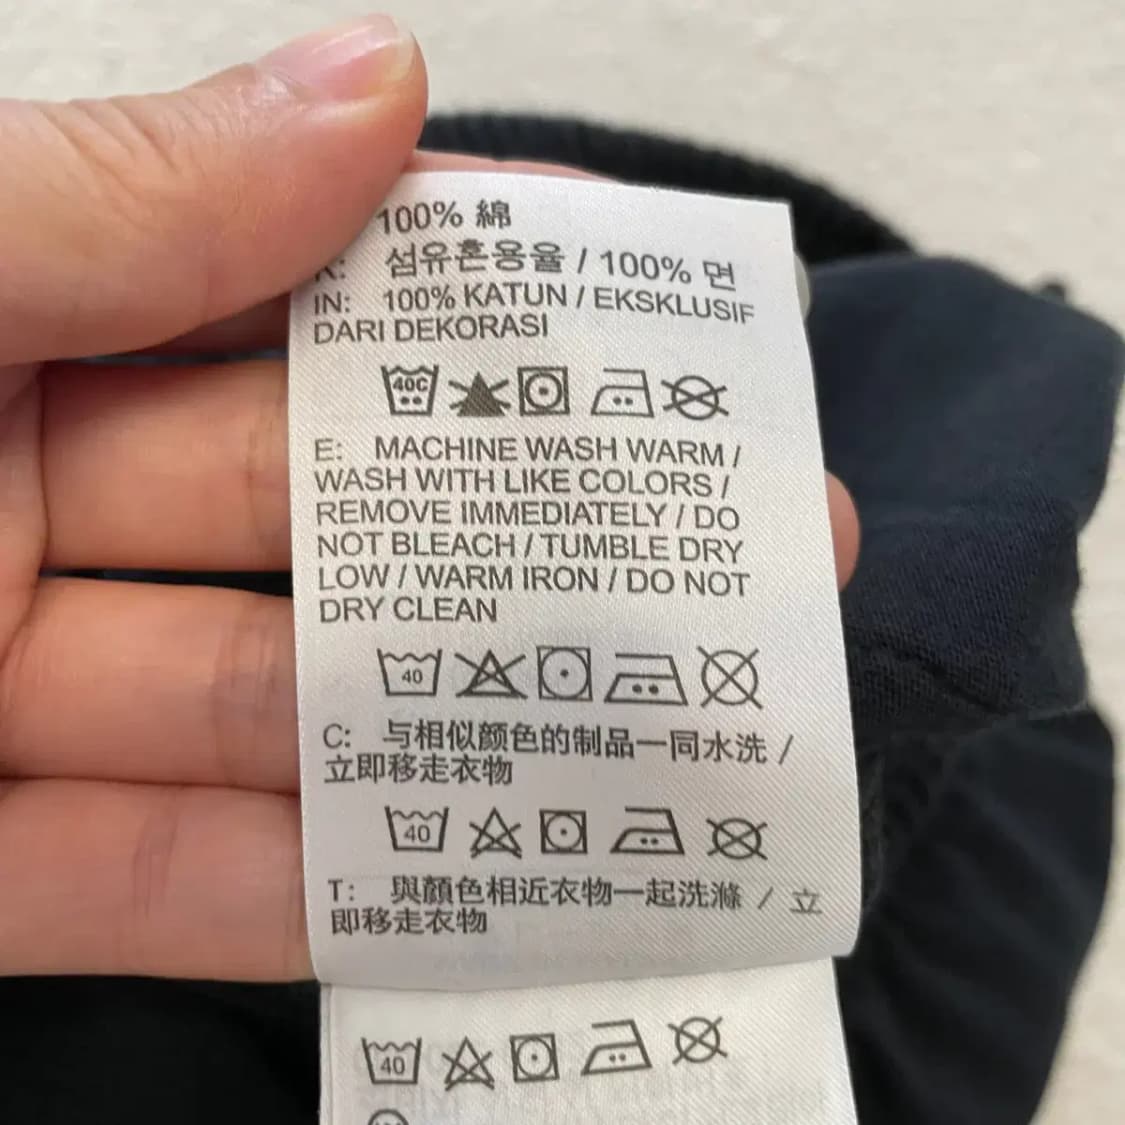 100% 綿
섬유혼용율 / 100% 면
IN: 100% KATUN / EKSKLUSIF
DARI DEKORASI
40C
E: MACHINE WASH WARM /
WASH WITH LIKE COLORS /
REMOVE IMMEDIATELY / DO
NOT BLEACH / TUMBLE DRY
LOW / WARM IRON / DO NOT
DRY CLEAN
40
C: 与相似颜色的制品一同水洗 /
立即移走衣物
40
T: 與顏色相近衣物一起洗滌 / 立
即移走衣物
40